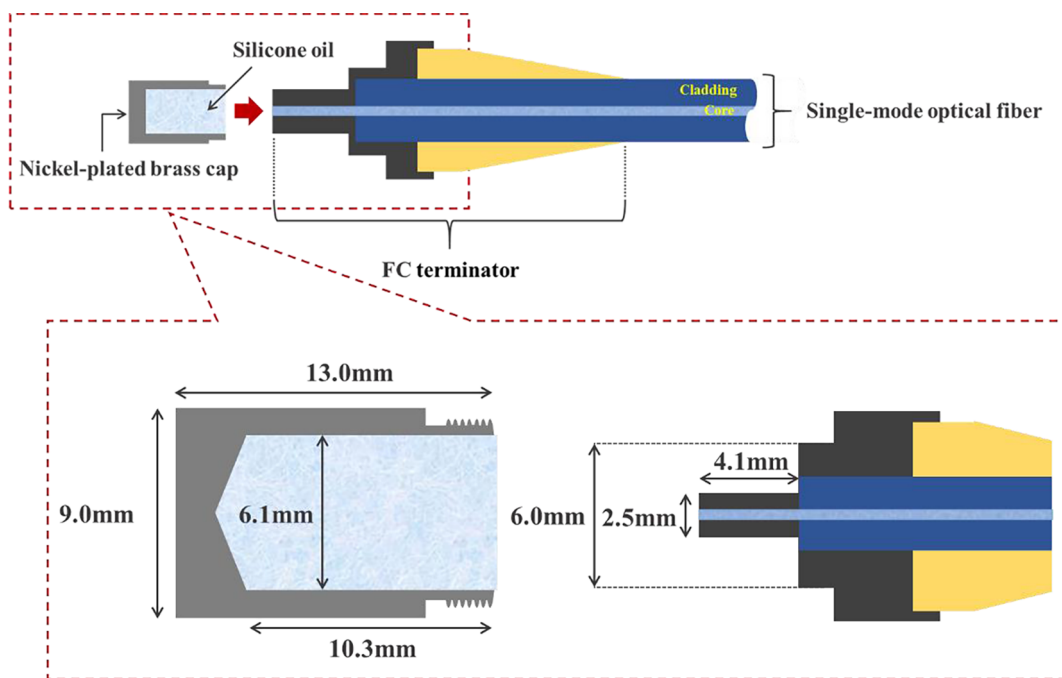 Silicone oil
Cladding
Core
Single-mode optical fiber
Nickel-plated brass cap
FC terminator
13.0mm
4.1mm
9.0mm
6.1mm
6.0mm
2.5mm
10.3mm